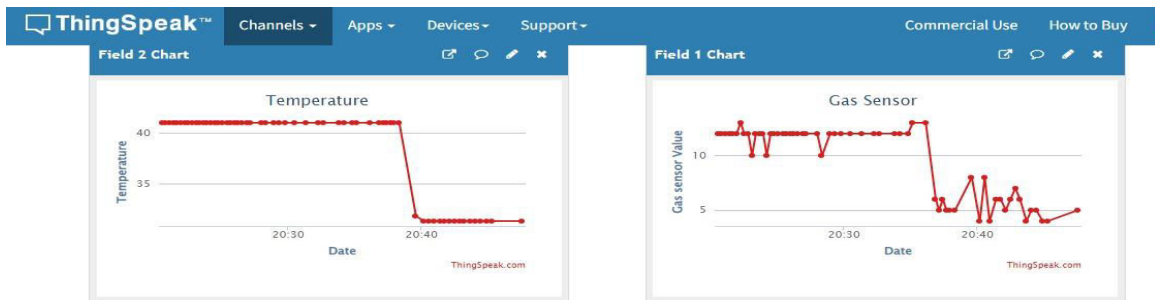 ThingSpeak™ Channels Apps Devices Support Commercial Use How to Buy
Field 2 Chart
Temperature
Temperature
40
35
20:30 20:40
Date
ThingSpeak.com
Field 1 Chart
Gas Sensor
Gas sensor Value
10
5
20:30 20:40
Date
ThingSpeak.com